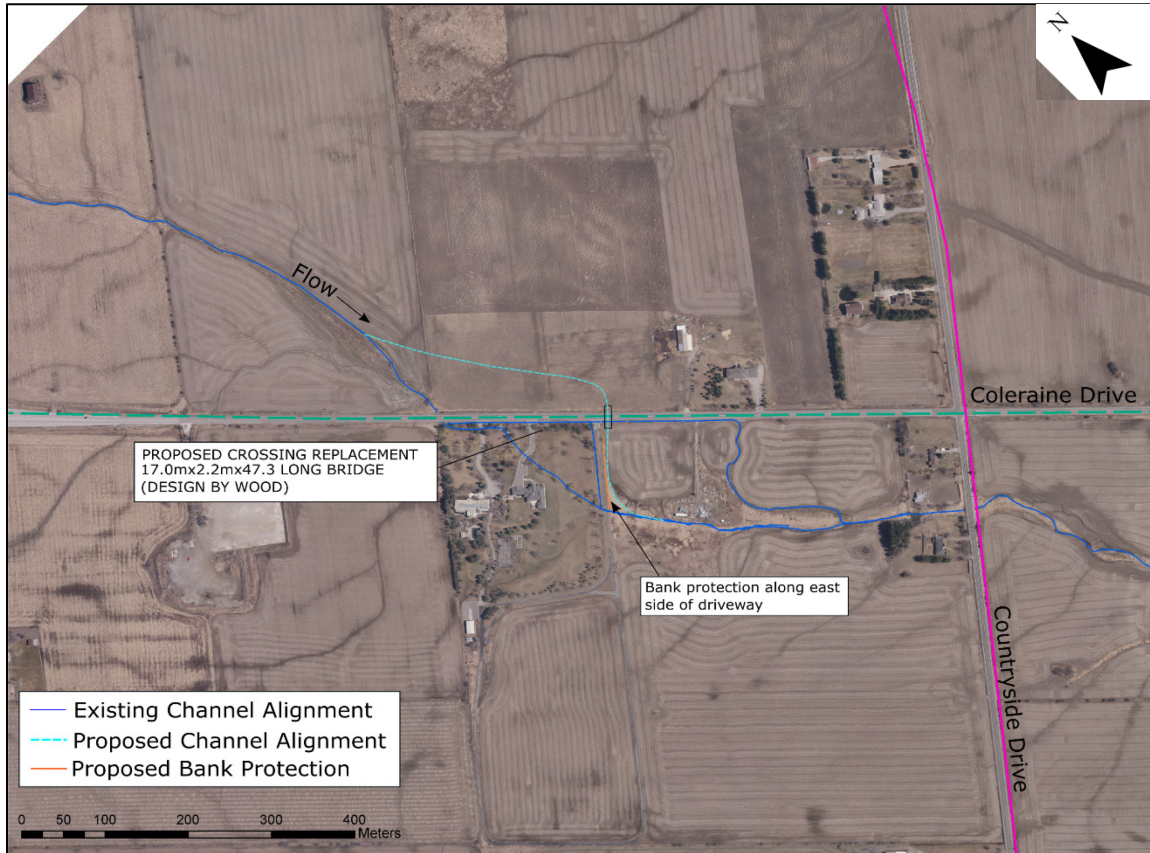 N
Flow
Coleraine Drive
PROPOSED CROSSING REPLACEMENT
17.0mx2.2mx47.3 LONG BRIDGE
(DESIGN BY WOOD)
Bank protection along east
side of driveway
Countryside Drive
Existing Channel Alignment
Proposed Channel Alignment
Proposed Bank Protection
0 50 100 200 300 400
Meters